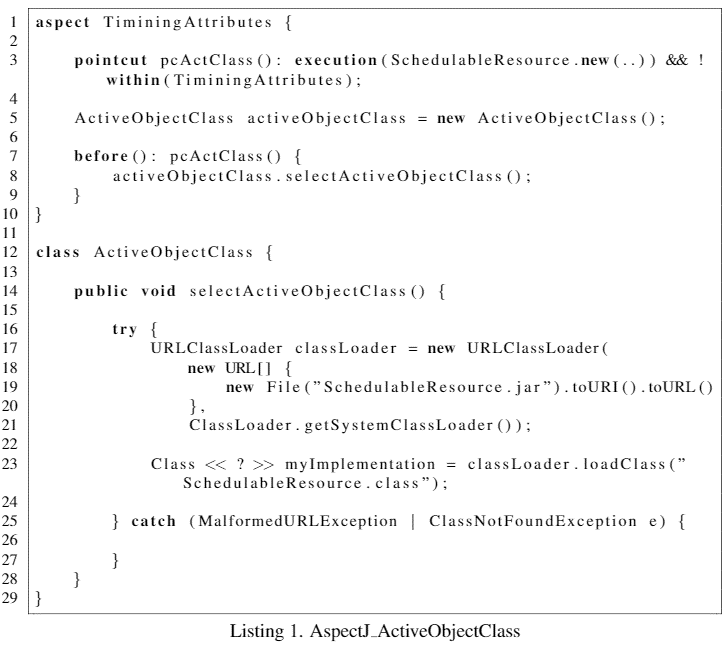 1 aspect TiminingAttributes {
2
3 pointcut pcActClass(): execution(SchedulableResource.new(..)) && !
within(TiminingAttributes);
4
5 ActiveObjectClass activeObjectClass = new ActiveObjectClass();
6
7 before(): pcActClass() {
8 activeObjectClass.selectActiveObjectClass();
9 }
10 }
11
12 class ActiveObjectClass {
13
14 public void selectActiveObjectClass() {
15
16 try {
17 URLClassLoader classLoader = new URLClassLoader(
18 new URL[] {
19 new File("SchedulableResource.jar").toURI().toURL()
20 },
21 ClassLoader.getSystemClassLoader());
22
23 Class << ? >> myImplementation = classLoader.loadClass("
SchedulableResource.class");
24
25 } catch (MalformedURLException | ClassNotFoundException e) {
26
27 }
28 }
29 }
Listing 1. AspectJ_ActiveObjectClass